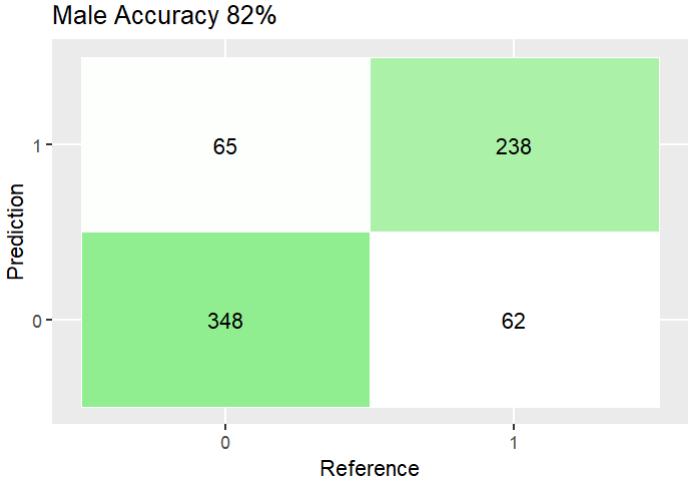 Male Accuracy 82%
1
65
238
Prediction
0
348
62
0
1
Reference